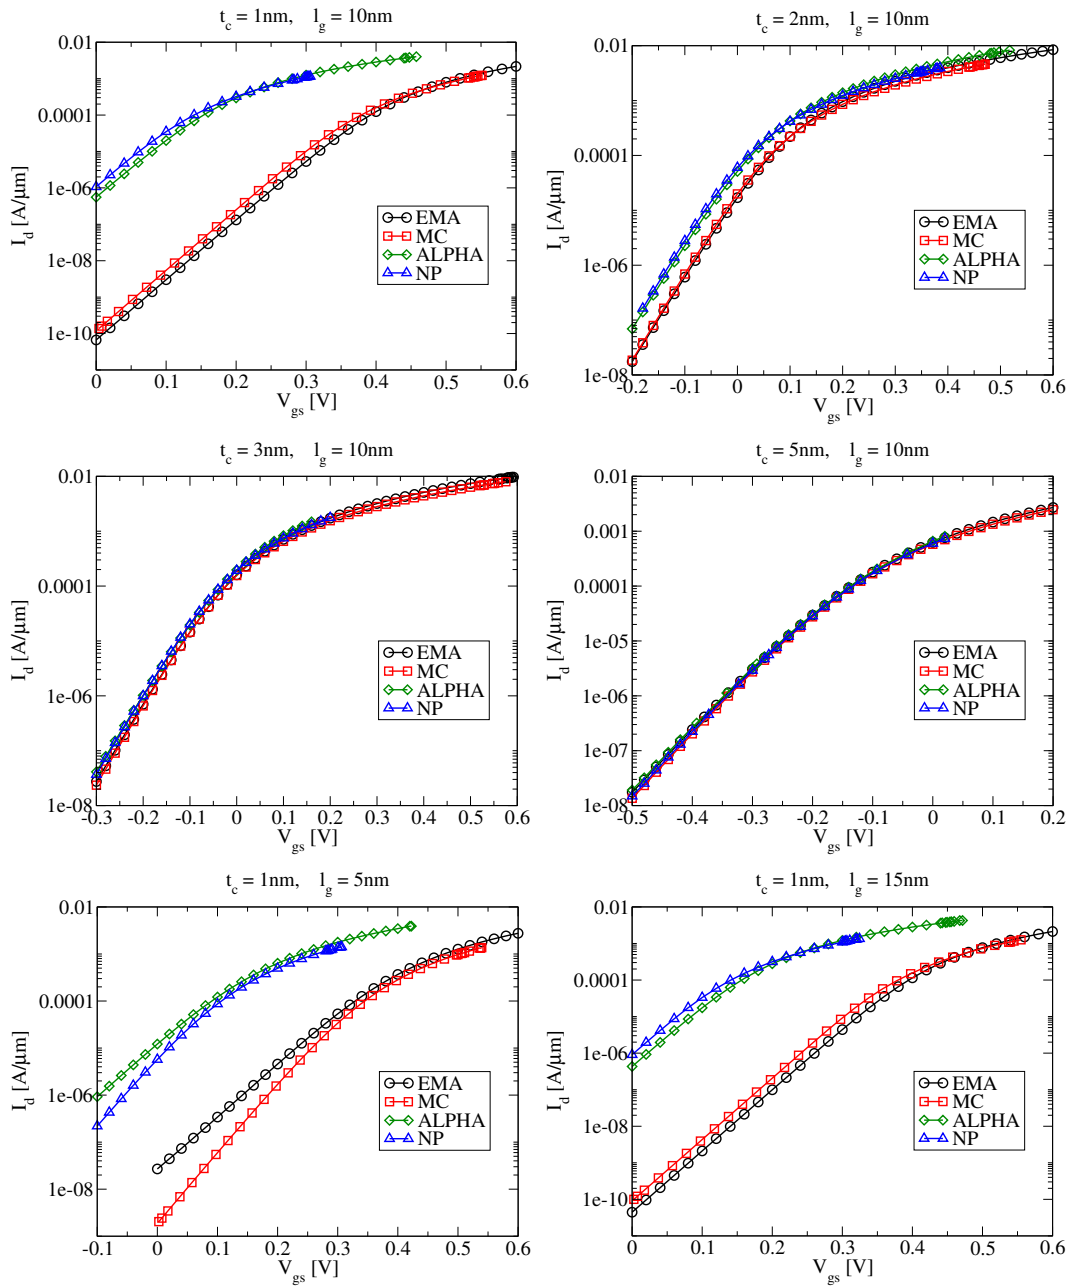 t_c = 1nm, l_g = 10nm
0.01
0.0001
1e-06
1e-08
1e-10
I_d [A/μm]
EMA
MC
ALPHA
NP
0 0.1 0.2 0.3 0.4 0.5 0.6
V_gs [V]
t_c = 2nm, l_g = 10nm
0.01
0.0001
1e-06
1e-08
I_d [A/μm]
EMA
MC
ALPHA
NP
-0.2 -0.1 0 0.1 0.2 0.3 0.4 0.5 0.6
V_gs [V]
t_c = 3nm, l_g = 10nm
0.01
0.0001
1e-06
1e-08
I_d [A/μm]
EMA
MC
ALPHA
NP
-0.3 -0.2 -0.1 0 0.1 0.2 0.3 0.4 0.5 0.6
V_gs [V]
t_c = 5nm, l_g = 10nm
0.001
0.0001
1e-05
1e-06
1e-07
1e-08
I_d [A/μm]
EMA
MC
ALPHA
NP
-0.5 -0.4 -0.3 -0.2 -0.1 0 0.1 0.2
V_gs [V]
t_c = 1nm, l_g = 5nm
0.01
0.0001
1e-06
1e-08
I_d [A/μm]
EMA
MC
ALPHA
NP
-0.1 0 0.1 0.2 0.3 0.4 0.5 0.6
V_gs [V]
t_c = 1nm, l_g = 15nm
0.01
0.0001
1e-06
1e-08
1e-10
I_d [A/μm]
EMA
MC
ALPHA
NP
0 0.1 0.2 0.3 0.4 0.5 0.6
V_gs [V]